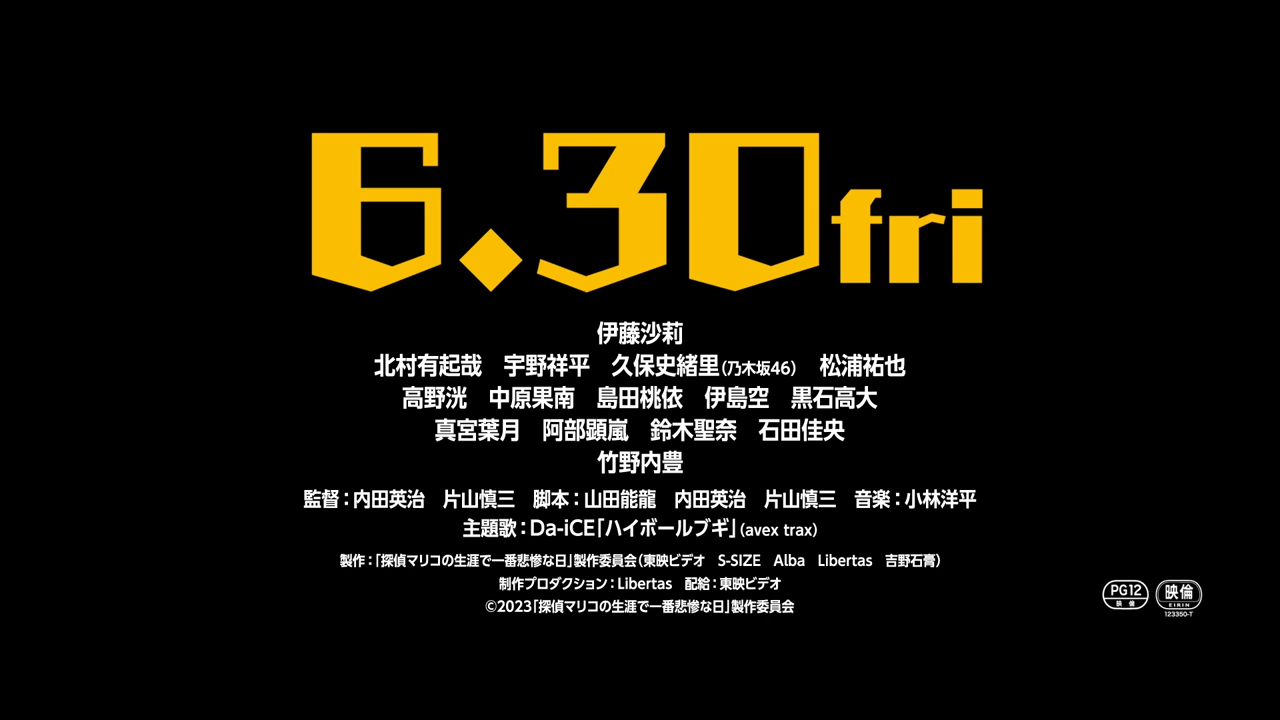 6.30fri
伊藤沙莉
北村有起哉　宇野祥平　久保史緒里(乃木坂46)　松浦祐也
高野洸　中原果南　島田桃依　伊島空　黒石高大
真宮葉月　阿部顕嵐　鈴木聖奈　石田佳央
竹野内豊
監督：内田英治　片山慎三　脚本：山田能龍　内田英治　片山慎三　音楽：小林洋平
主題歌：Da-iCE「ハイボールブギ」(avex trax)
製作：「探偵マリコの生涯で一番悲惨な日」製作委員会(東映ビデオ　S-SIZE　Alba　Libertas　吉野石膏)
制作プロダクション：Libertas　配給：東映ビデオ
©2023「探偵マリコの生涯で一番悲惨な日」製作委員会
PG12 映倫
映倫 EIRIN
123350-T